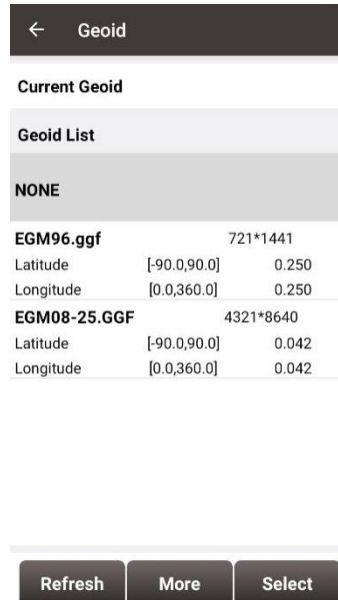 ← Geoid
Current Geoid
Geoid List
NONE
EGM96.ggf 721*1441
Latitude [-90.0,90.0] 0.250
Longitude [0.0,360.0] 0.250
EGM08-25.GGF 4321*8640
Latitude [-90.0,90.0] 0.042
Longitude [0.0,360.0] 0.042
Refresh More Select